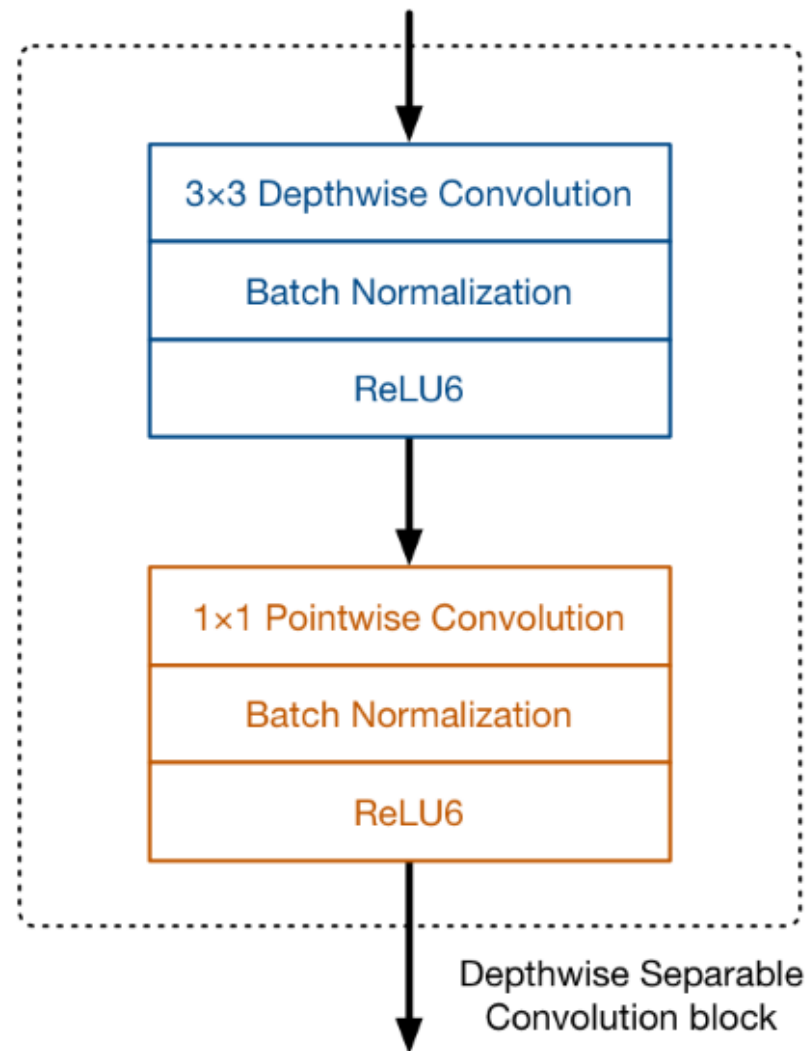 3×3 Depthwise Convolution
Batch Normalization
ReLU6
1×1 Pointwise Convolution
Batch Normalization
ReLU6
Depthwise Separable
Convolution block